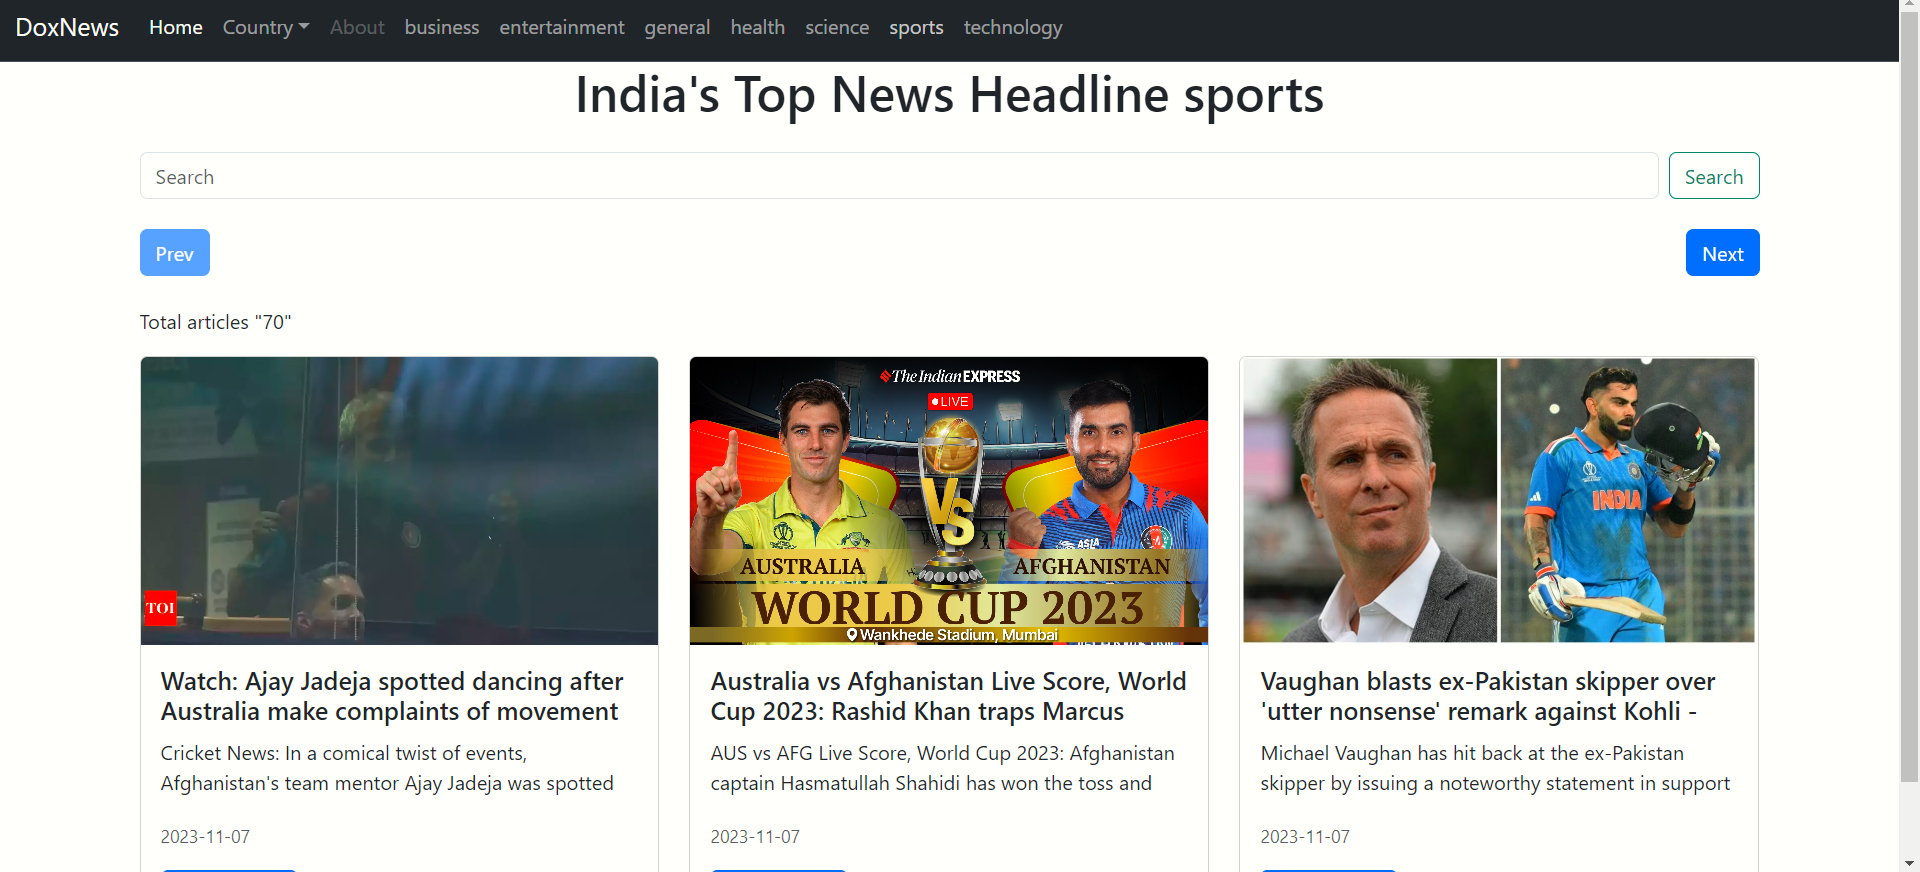 DoxNews Home Country About business entertainment general health science sports technology
India's Top News Headline sports
Search Search
Prev Next
Total articles "70"
TOI
The Indian EXPRESS
LIVE
VS
AUSTRALIA AFGHANISTAN
WORLD CUP 2023
Wankhede Stadium, Mumbai
ASIA
INDIA
Watch: Ajay Jadeja spotted dancing after
Australia make complaints of movement
Cricket News: In a comical twist of events,
Afghanistan's team mentor Ajay Jadeja was spotted
2023-11-07
Australia vs Afghanistan Live Score, World
Cup 2023: Rashid Khan traps Marcus
AUS vs AFG Live Score, World Cup 2023: Afghanistan
captain Hasmatullah Shahidi has won the toss and
2023-11-07
Vaughan blasts ex-Pakistan skipper over
'utter nonsense' remark against Kohli -
Michael Vaughan has hit back at the ex-Pakistan
skipper by issuing a noteworthy statement in support
2023-11-07